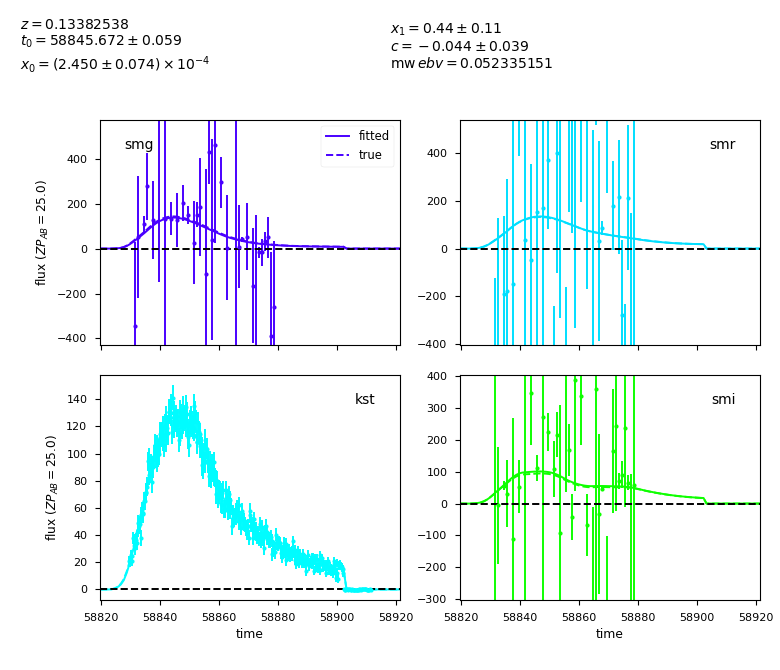 z = 0.13382538
t₀ = 58845.672 ± 0.059
x₀ = (2.450 ± 0.074) × 10⁻⁴
x₁ = 0.44 ± 0.11
c = −0.044 ± 0.039
mw ebv = 0.052335151
smg
fitted
true
flux (ZP_AB = 25.0)
400
200
0
−200
−400
smr
400
200
0
−200
−400
kst
flux (ZP_AB = 25.0)
140
120
100
80
60
40
20
0
58820 58840 58860 58880 58900 58920
time
smi
400
300
200
100
0
−100
−200
−300
58820 58840 58860 58880 58900 58920
time